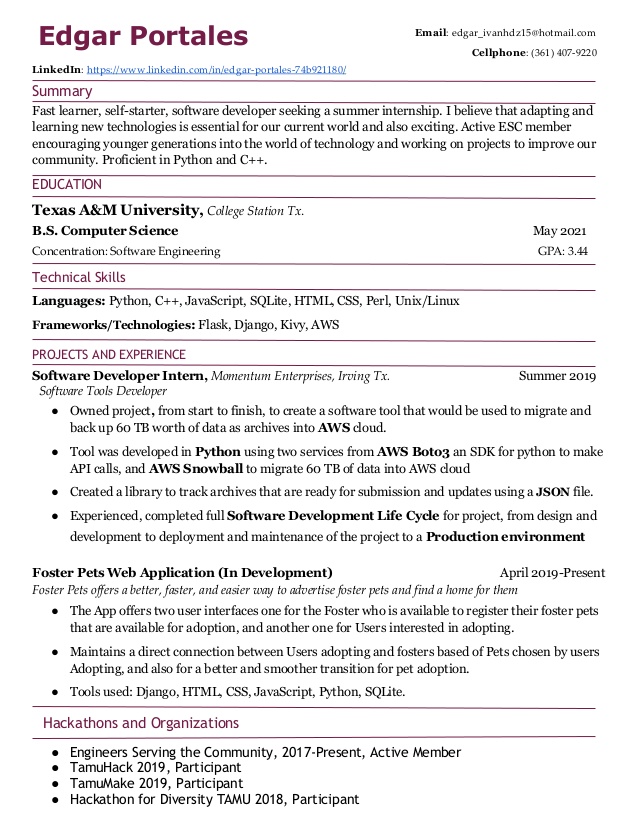 Edgar Portales
Email: edgar_ivanhdz15@hotmail.com
Cellphone: (361) 407-9220
LinkedIn: https://www.linkedin.com/in/edgar-portales-74b921180/
Summary
Fast learner, self-starter, software developer seeking a summer internship. I believe that adapting and
learning new technologies is essential for our current world and also exciting. Active ESC member
encouraging younger generations into the world of technology and working on projects to improve our
community. Proficient in Python and C++.
EDUCATION
Texas A&M University, College Station Tx.
B.S. Computer Science May 2021
Concentration: Software Engineering GPA: 3.44
Technical Skills
Languages: Python, C++, JavaScript, SQLite, HTML, CSS, Perl, Unix/Linux
Frameworks/Technologies: Flask, Django, Kivy, AWS
PROJECTS AND EXPERIENCE
Software Developer Intern, Momentum Enterprises, Irving Tx. Summer 2019
Software Tools Developer
● Owned project, from start to finish, to create a software tool that would be used to migrate and
back up 60 TB worth of data as archives into AWS cloud.
● Tool was developed in Python using two services from AWS Boto3 an SDK for python to make
API calls, and AWS Snowball to migrate 60 TB of data into AWS cloud
● Created a library to track archives that are ready for submission and updates using a JSON file.
● Experienced, completed full Software Development Life Cycle for project, from design and
development to deployment and maintenance of the project to a Production environment
Foster Pets Web Application (In Development) April 2019-Present
Foster Pets offers a better, faster, and easier way to advertise foster pets and find a home for them
● The App offers two user interfaces one for the Foster who is available to register their foster pets
that are available for adoption, and another one for Users interested in adopting.
● Maintains a direct connection between Users adopting and fosters based of Pets chosen by users
Adopting, and also for a better and smoother transition for pet adoption.
● Tools used: Django, HTML, CSS, JavaScript, Python, SQLite.
Hackathons and Organizations
● Engineers Serving the Community, 2017-Present, Active Member
● TamuHack 2019, Participant
● TamuMake 2019, Participant
● Hackathon for Diversity TAMU 2018, Participant